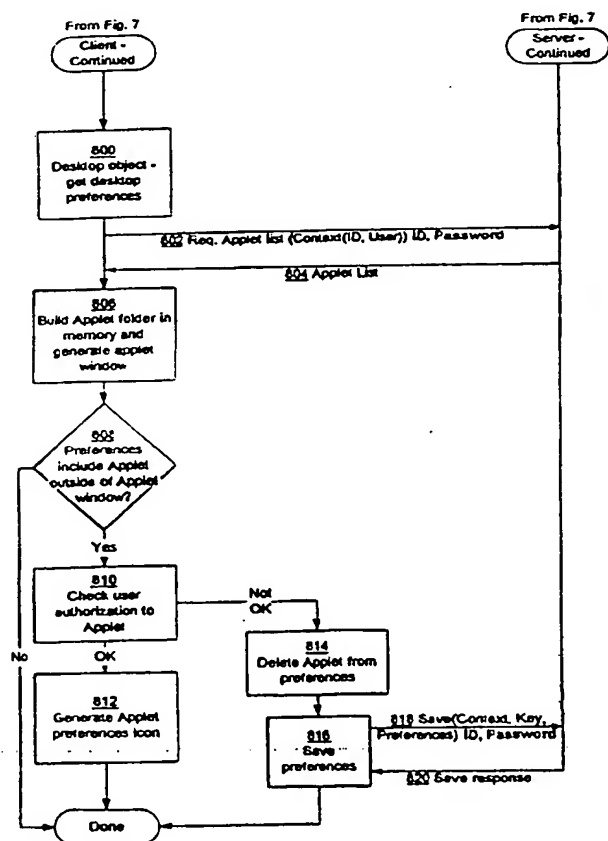 From Fig. 7
Client -
Continued
From Fig. 7
Server -
Continued
800
Desktop object -
get desktop
preferences
802 Req. Applet list (Context(ID, User)) ID, Password
804 Applet List
806
Build Applet folder in
memory and
generate applet
window
808
Preferences
include Applet
outside of Applet
window?
Yes
No
810
Check user
authorization to
Applet
Not
OK
OK
812
Generate Applet
preferences Icon
814
Delete Applet from
preferences
816
Save
preferences
818 Save(Context, Key,
Preferences) ID, Password
820 Save response
Done